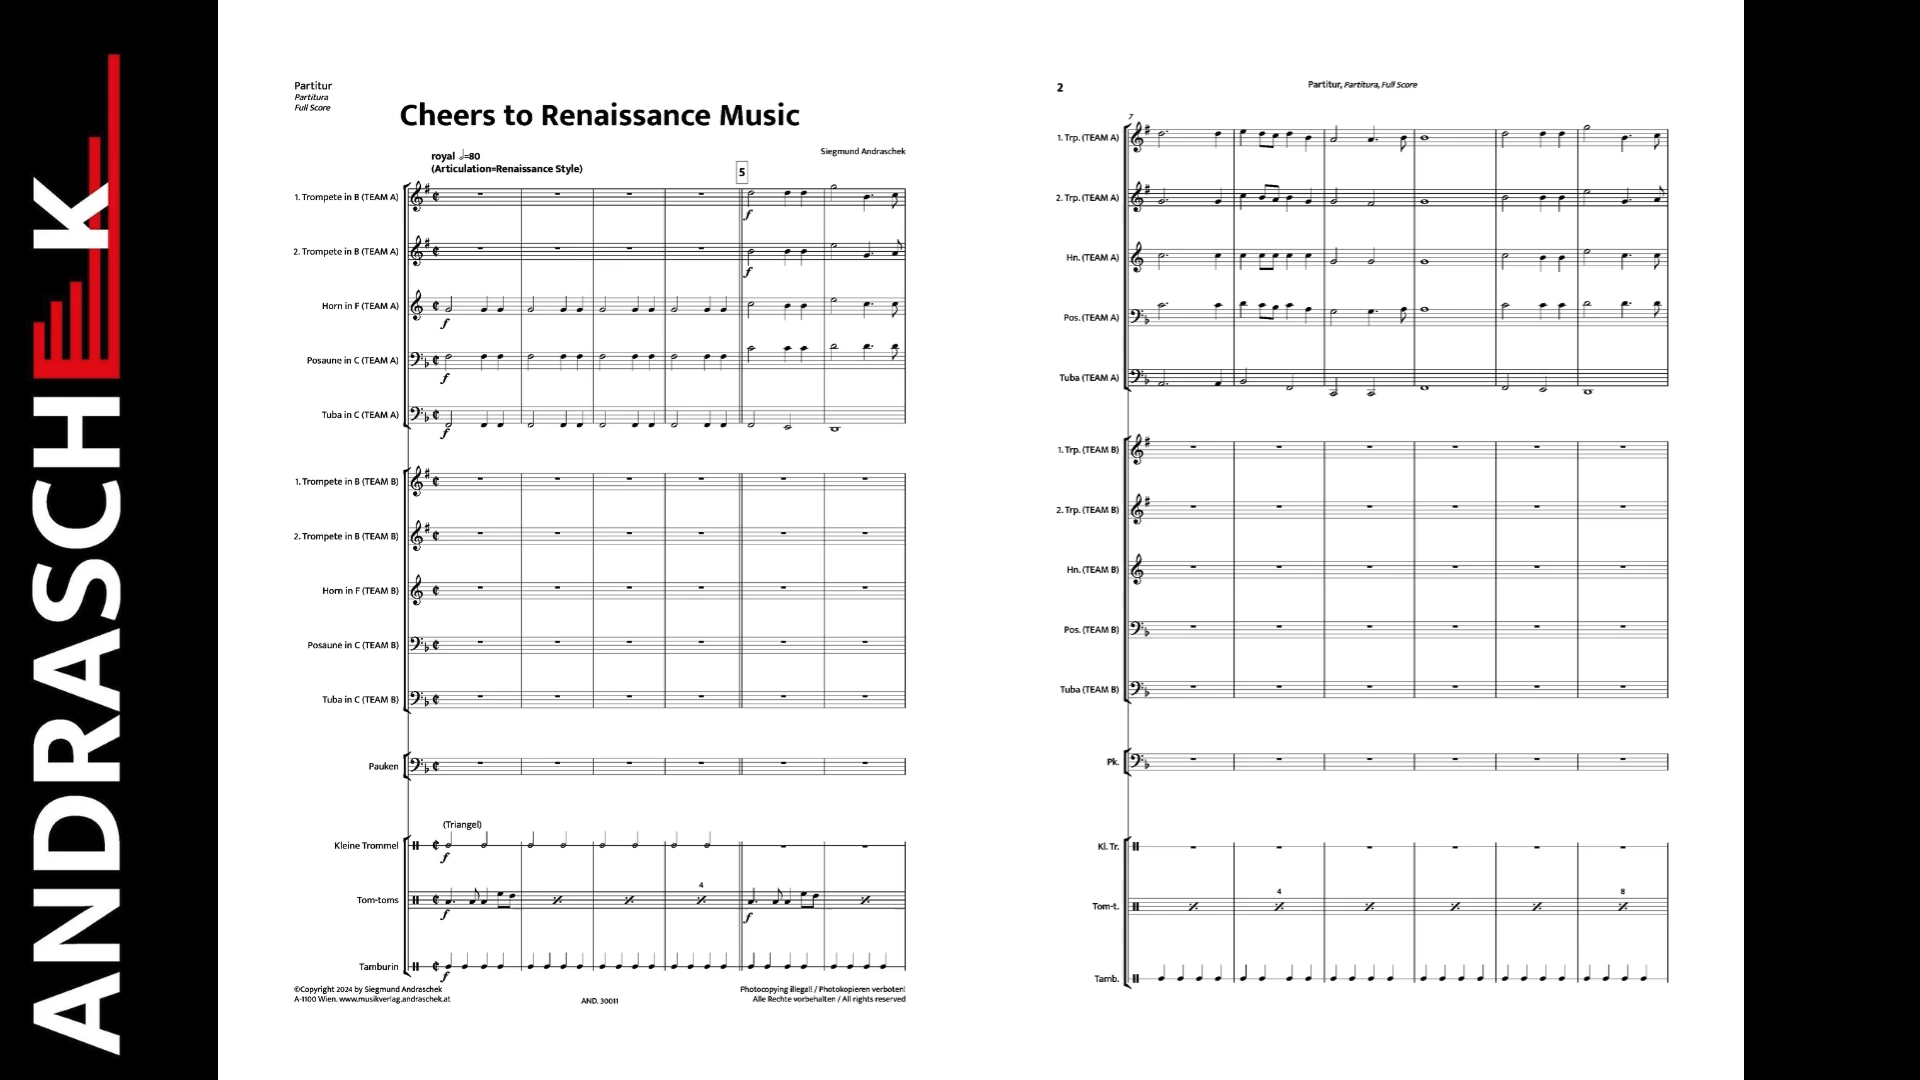 ANDRASCHEK
Partitur
Partitura
Full Score
Cheers to Renaissance Music
Siegmund Andraschek
royal =80
(Articulation=Renaissance Style)
5
1. Trompete in B (TEAM A)
f
2. Trompete in B (TEAM A)
f
Horn in F (TEAM A)
f
Posaune in C (TEAM A)
f
Tuba in C (TEAM A)
f
1. Trompete in B (TEAM B)
2. Trompete in B (TEAM B)
Horn in F (TEAM B)
Posaune in C (TEAM B)
Tuba in C (TEAM B)
Pauken
(Triangel)
Kleine Trommel
f
4
Tom-toms
f f
Tamburin
f
©Copyright 2024 by Siegmund Andraschek
A-1100 Wien. www.musikverlag.andraschek.at
AND. 30011
Photocopying illegal! / Photokopieren verboten!
Alle Rechte vorbehalten / All rights reserved
2
Partitur, Partitura, Full Score
7
1. Trp. (TEAM A)
2. Trp. (TEAM A)
Hn. (TEAM A)
Pos. (TEAM A)
Tuba (TEAM A)
1. Trp. (TEAM B)
2. Trp. (TEAM B)
Hn. (TEAM B)
Pos. (TEAM B)
Tuba (TEAM B)
Pk.
Kl. Tr.
4 8
Tom-t.
Tamb.